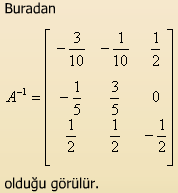 Buradan
-3/10 -1/10 1/2
A⁻¹ = -1/5 3/5 0
1/2 1/2 -1/2
olduğu görülür.